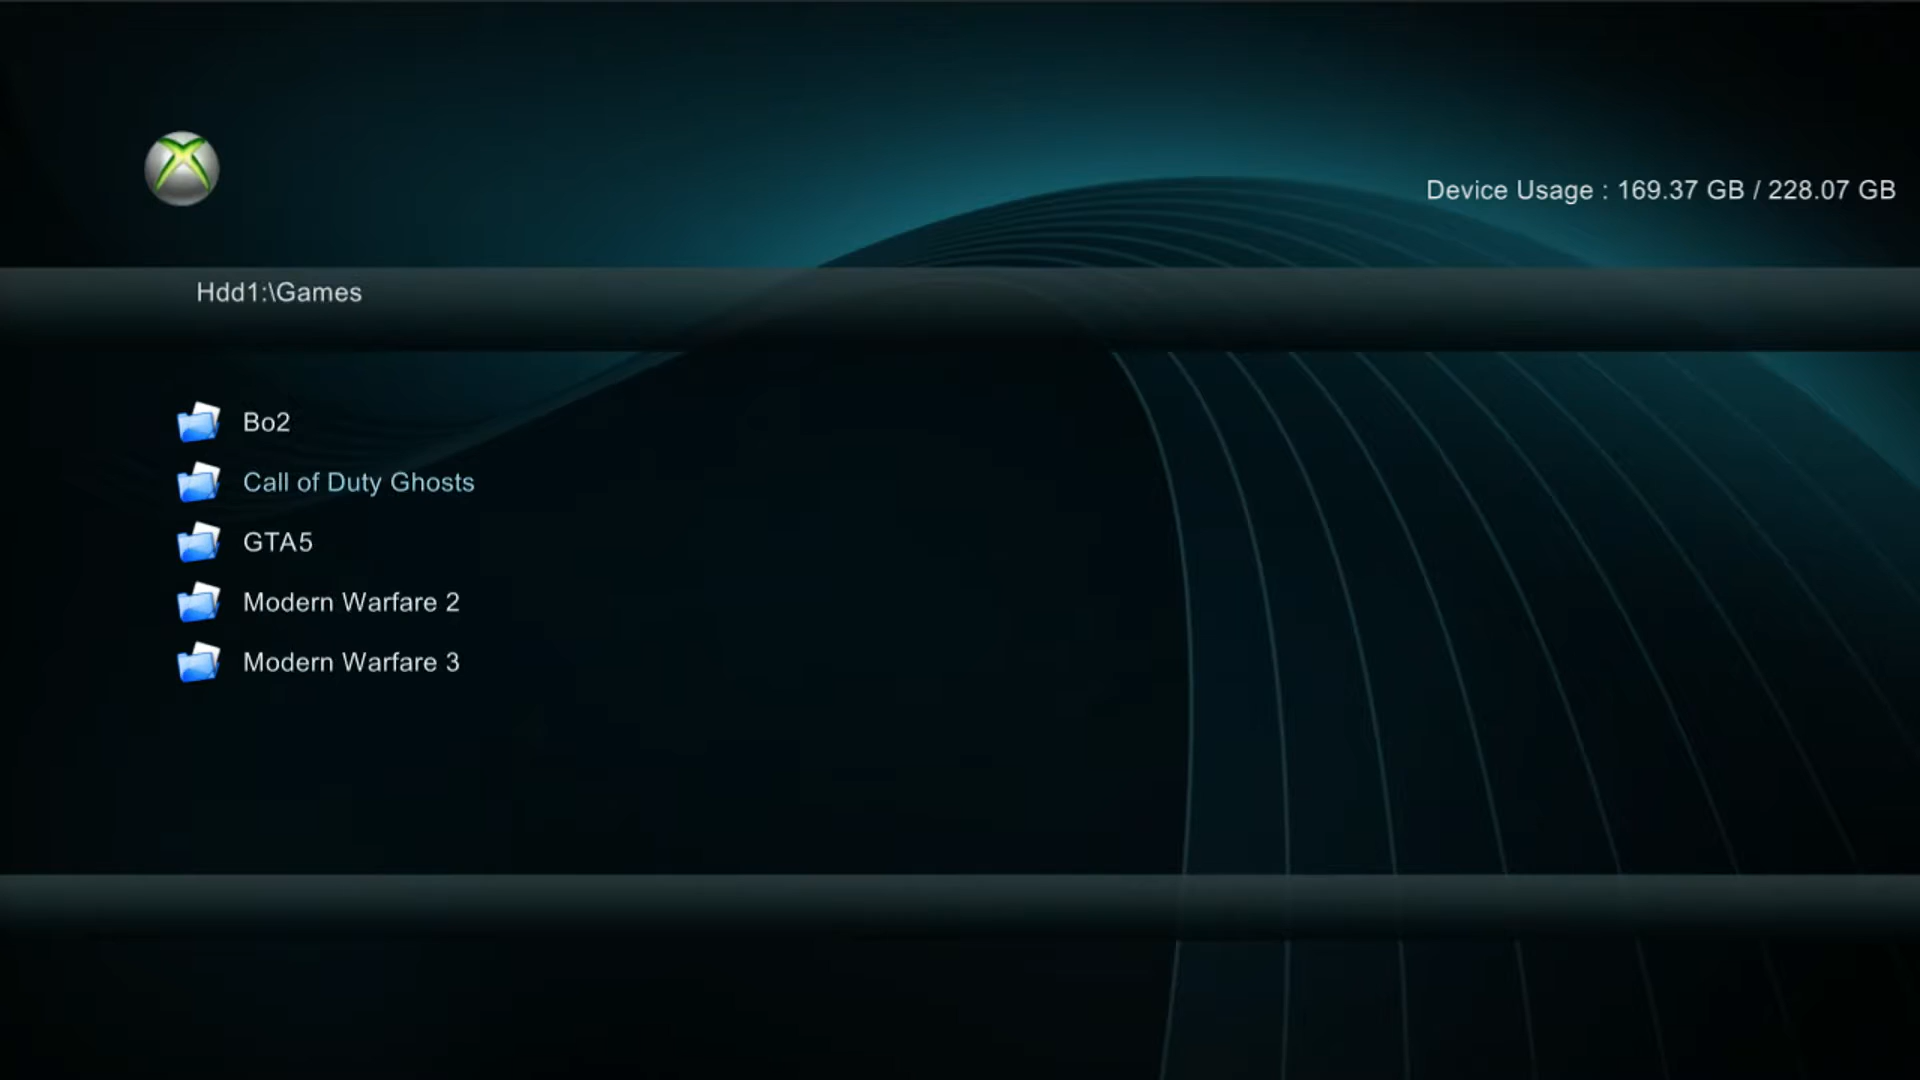 Device Usage : 169.37 GB / 228.07 GB
Hdd1:\Games
Bo2
Call of Duty Ghosts
GTA5
Modern Warfare 2
Modern Warfare 3